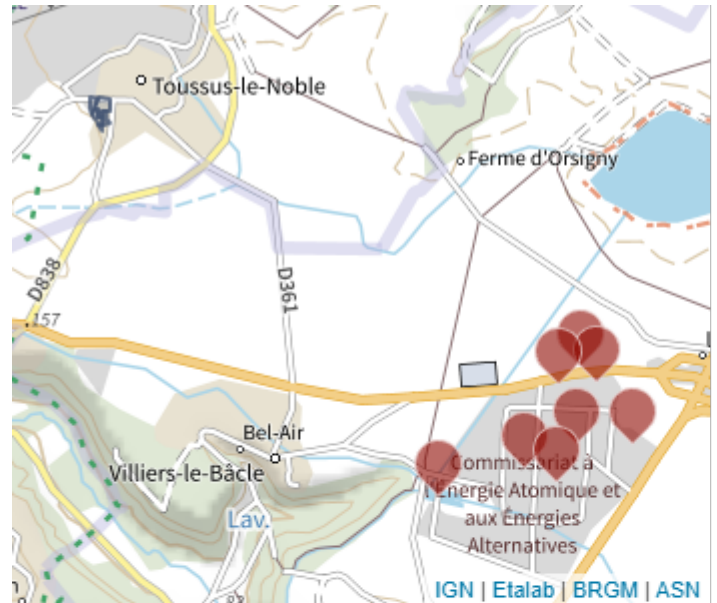 Toussus-le-Noble
Ferme d'Orsigny
D838
D361
157
L
Bel-Air
Villiers-le-Bâcle
Commissariat à
l'Énergie Atomique et
aux Énergies
Alternatives
Lav.
83
n
IGN | Etalab | BRGM | ASN